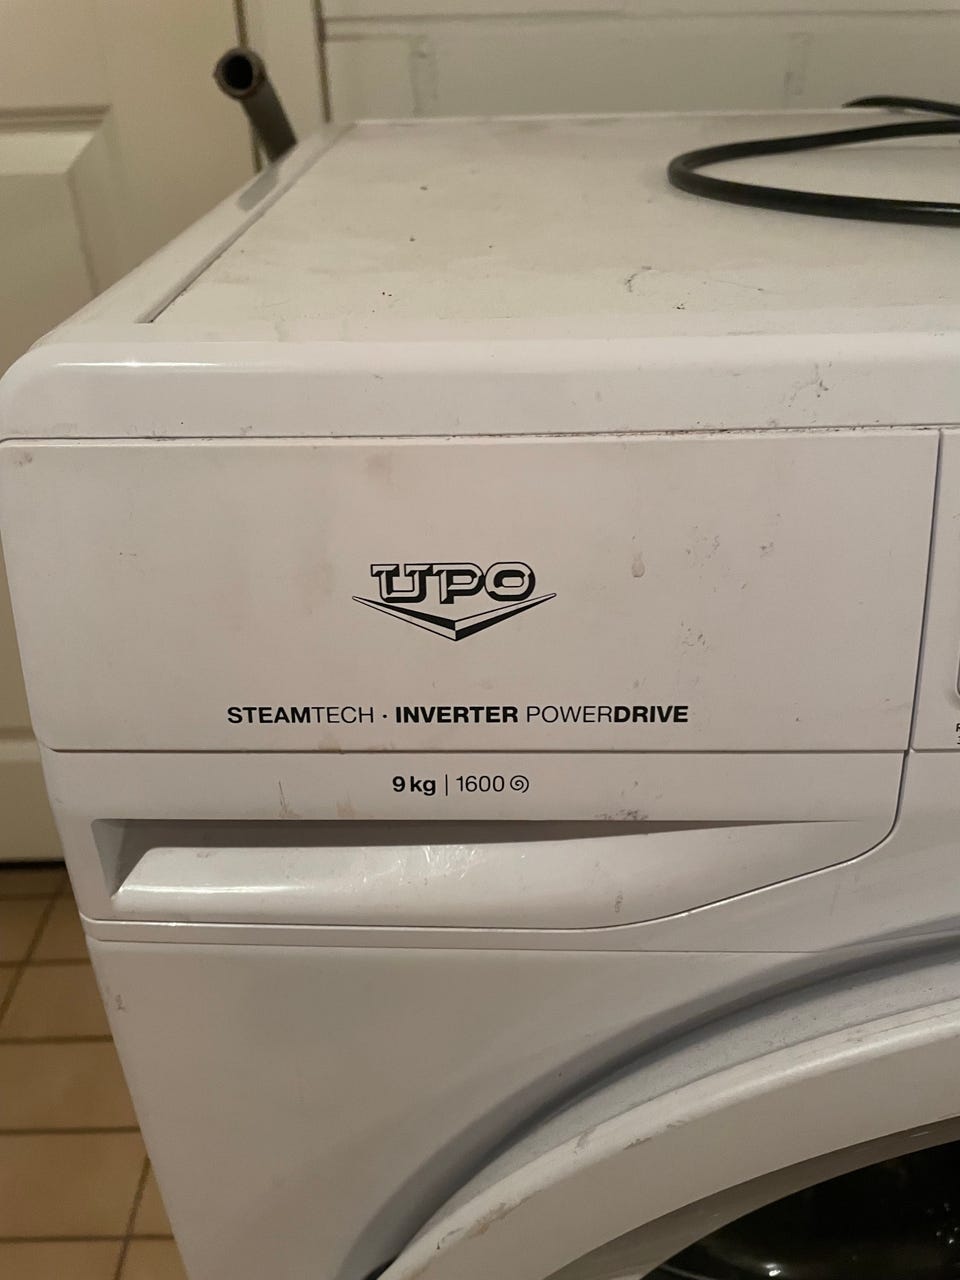 UPO
STEAMTECH · INVERTER POWERDRIVE
9 kg | 1600